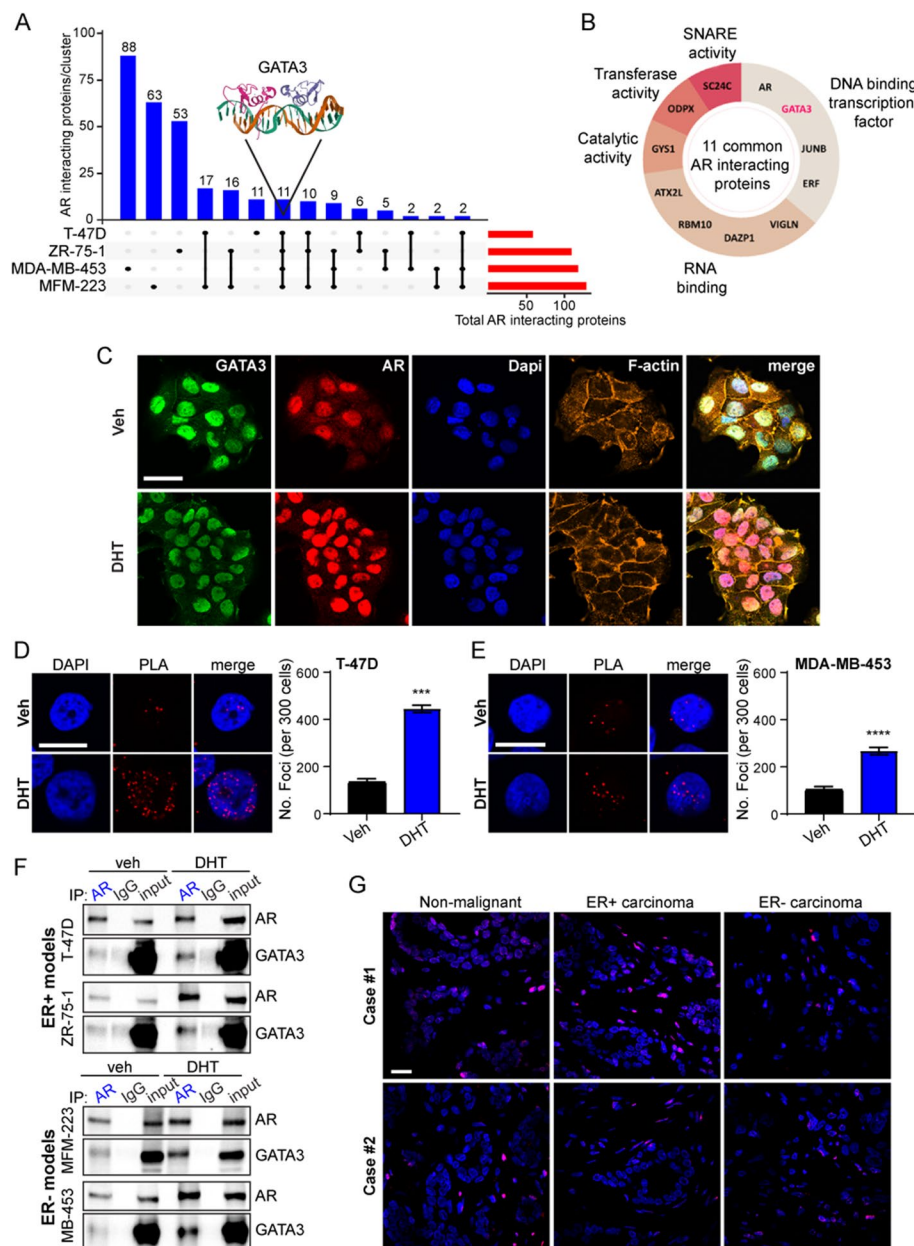 A
AR interacting proteins/cluster
100
75
50
25
0
88
63
53
17
16
11
11
10
9
6
5
2
2
2
GATA3
T-47D
ZR-75-1
MDA-MB-453
MFM-223
50
100
Total AR interacting proteins
B
SNARE
activity
Transferase
activity
Catalytic
activity
DNA binding
transcription
factor
RNA
binding
SC24C
AR
GATA3
JUNB
ERF
VIGLN
DAZP1
RBM10
ATX2L
GYS1
ODPX
11 common
AR interacting
proteins
C
GATA3
AR
Dapi
F-actin
merge
Veh
DHT
D
DAPI
PLA
merge
Veh
DHT
T-47D
No. Foci (per 300 cells)
600
400
200
0
***
Veh
DHT
E
DAPI
PLA
merge
Veh
DHT
MDA-MB-453
No. Foci (per 300 cells)
600
400
200
0
****
Veh
DHT
F
veh
DHT
IP: AR IgG input AR IgG input
ER+ models
T-47D
AR
GATA3
ZR-75-1
AR
GATA3
veh
DHT
IP: AR IgG input AR IgG input
ER- models
MFM-223
AR
GATA3
MB-453
AR
GATA3
G
Non-malignant
ER+ carcinoma
ER- carcinoma
Case #1
Case #2